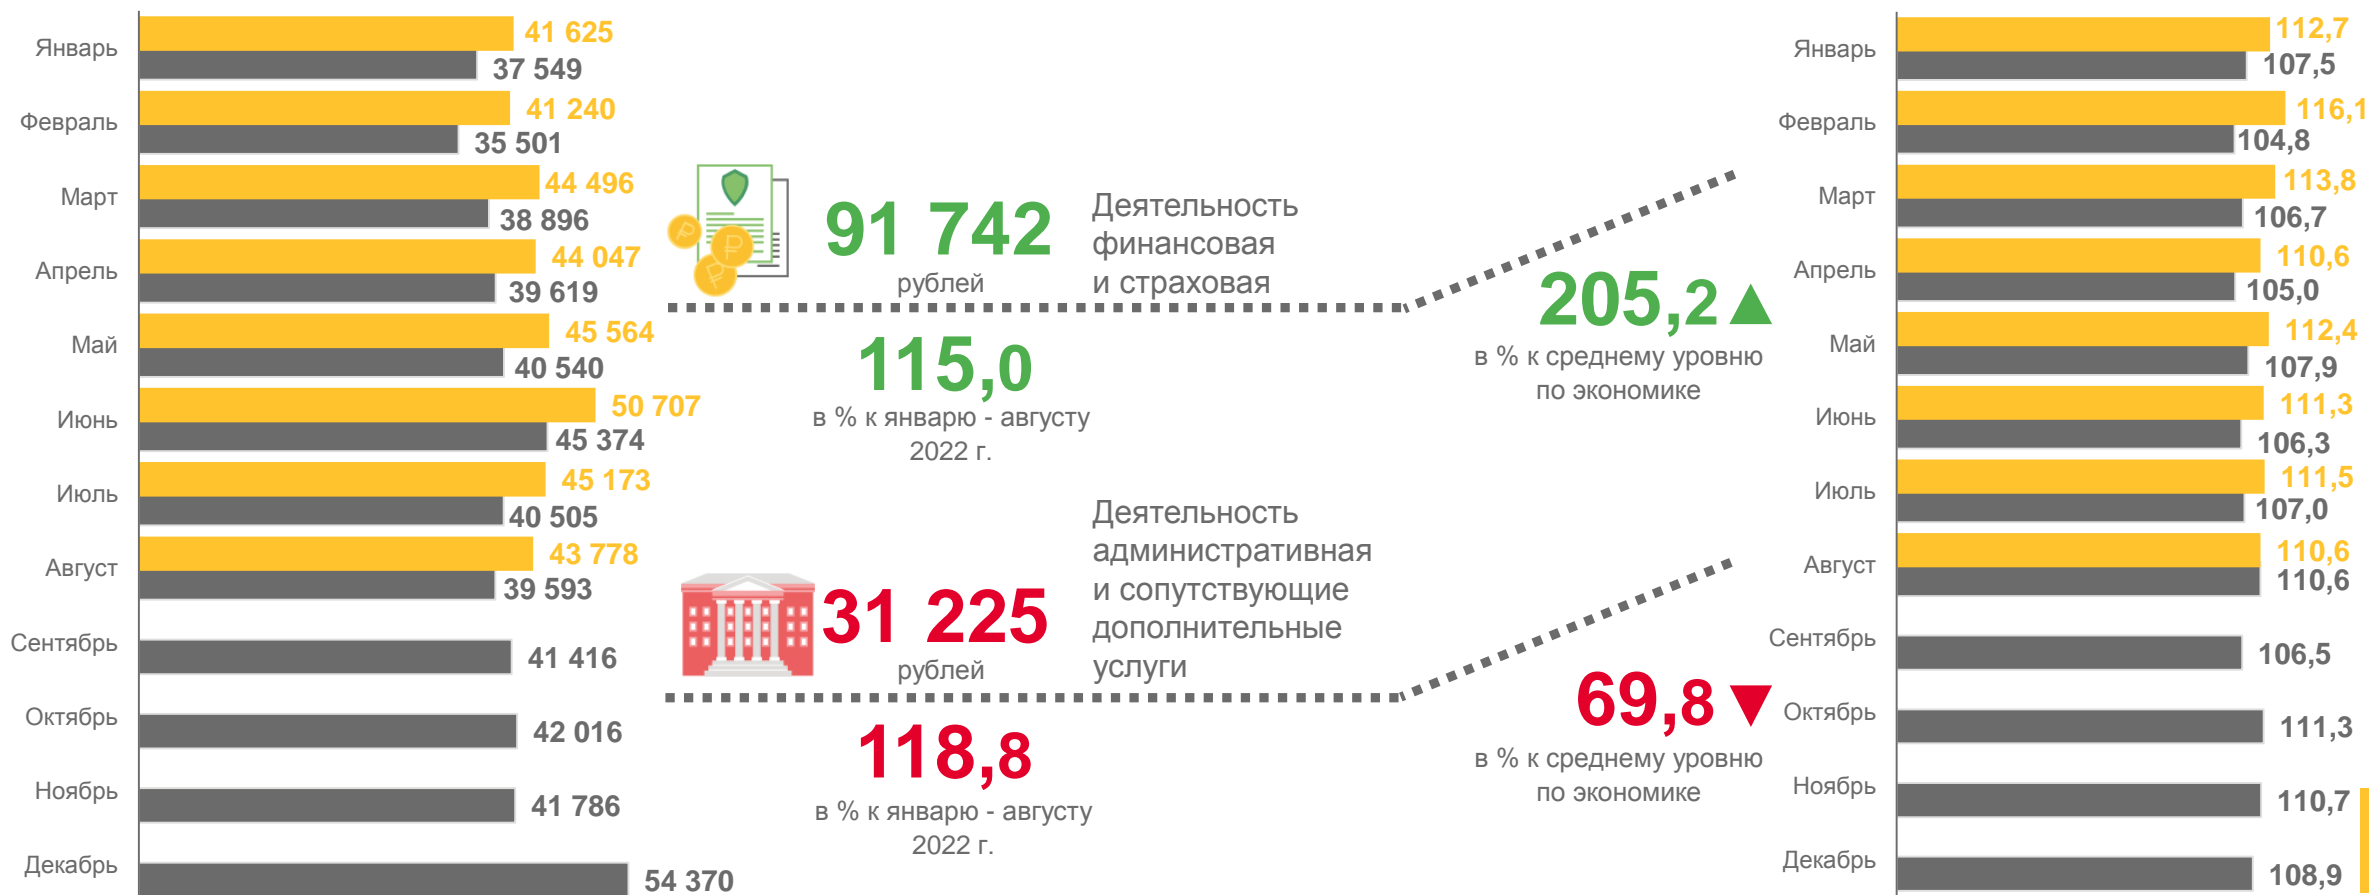 Январь
41 625
37 549
Февраль
41 240
35 501
Март
44 496
38 896
Апрель
44 047
39 619
Май
45 564
40 540
Июнь
50 707
45 374
Июль
45 173
40 505
Август
43 778
39 593
Сентябрь
41 416
Октябрь
42 016
Ноябрь
41 786
Декабрь
54 370
91 742
рублей
Деятельность
финансовая
и страховая
115,0
в % к январю - августу
2022 г.
205,2
в % к среднему уровню
по экономике
31 225
рублей
Деятельность
административная
и сопутствующие
дополнительные
услуги
118,8
в % к январю - августу
2022 г.
69,8
в % к среднему уровню
по экономике
Январь
112,7
107,5
Февраль
116,1
104,8
Март
113,8
106,7
Апрель
110,6
105,0
Май
112,4
107,9
Июнь
111,3
106,3
Июль
111,5
107,0
Август
110,6
110,6
Сентябрь
106,5
Октябрь
111,3
Ноябрь
110,7
Декабрь
108,9